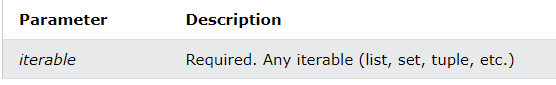 Parameter Description
iterable Required. Any iterable (list, set, tuple, etc.)